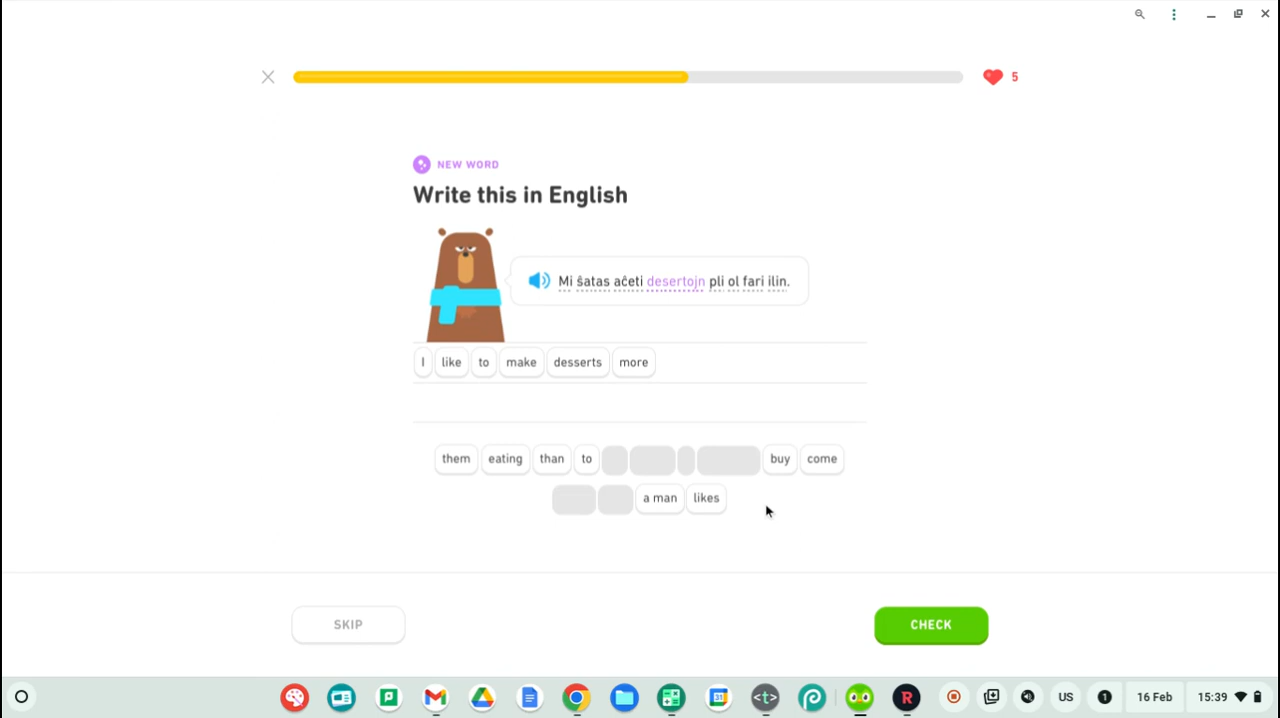 5
NEW WORD
Write this in English
Mi ŝatas aĉeti desertojn pli ol fari ilin.
I like to make desserts more
them eating than to buy come
a man likes
SKIP
CHECK
US 1 16 Feb 15:39